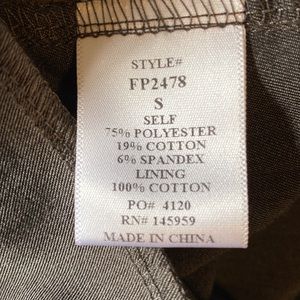 STYLE#
FP2478
S
SELF
75% POLYESTER
19% COTTON
6% SPANDEX
LINING
100% COTTON
PO# 4120
RN# 145959
MADE IN CHINA